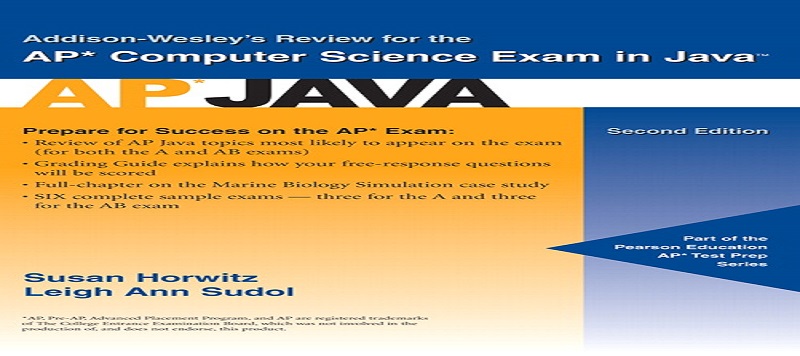 Addison-Wesley's Review for the
AP* Computer Science Exam in Java™
AP*JAVA
Prepare for Success on the AP* Exam:
• Review of AP Java topics most likely to appear on the exam
(for both the A and AB exams)
• Grading Guide explains how your free-response questions
will be scored
• Full-chapter on the Marine Biology Simulation case study
• SIX complete sample exams — three for the A and three
for the AB exam
Second Edition
Part of the
Pearson Education
AP* Test Prep
Series
Susan Horwitz
Leigh Ann Sudol
*AP, Pre-AP, Advanced Placement Program, and AP are registered trademarks
of The College Entrance Examination Board, which was not involved in the
production of, and does not endorse, this product.